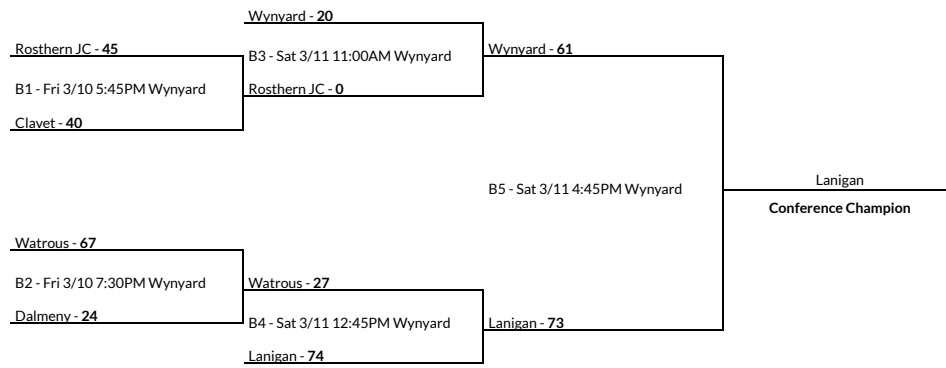 Wynyard - 20
Rosthern JC - 45
B3 - Sat 3/11 11:00AM Wynyard
Wynyard - 61
B1 - Fri 3/10 5:45PM Wynyard
Rosthern JC - 0
Clavet - 40
B5 - Sat 3/11 4:45PM Wynyard
Lanigan
Conference Champion
Watrous - 67
B2 - Fri 3/10 7:30PM Wynyard
Watrous - 27
Dalmeny - 24
B4 - Sat 3/11 12:45PM Wynyard
Lanigan - 73
Lanigan - 74